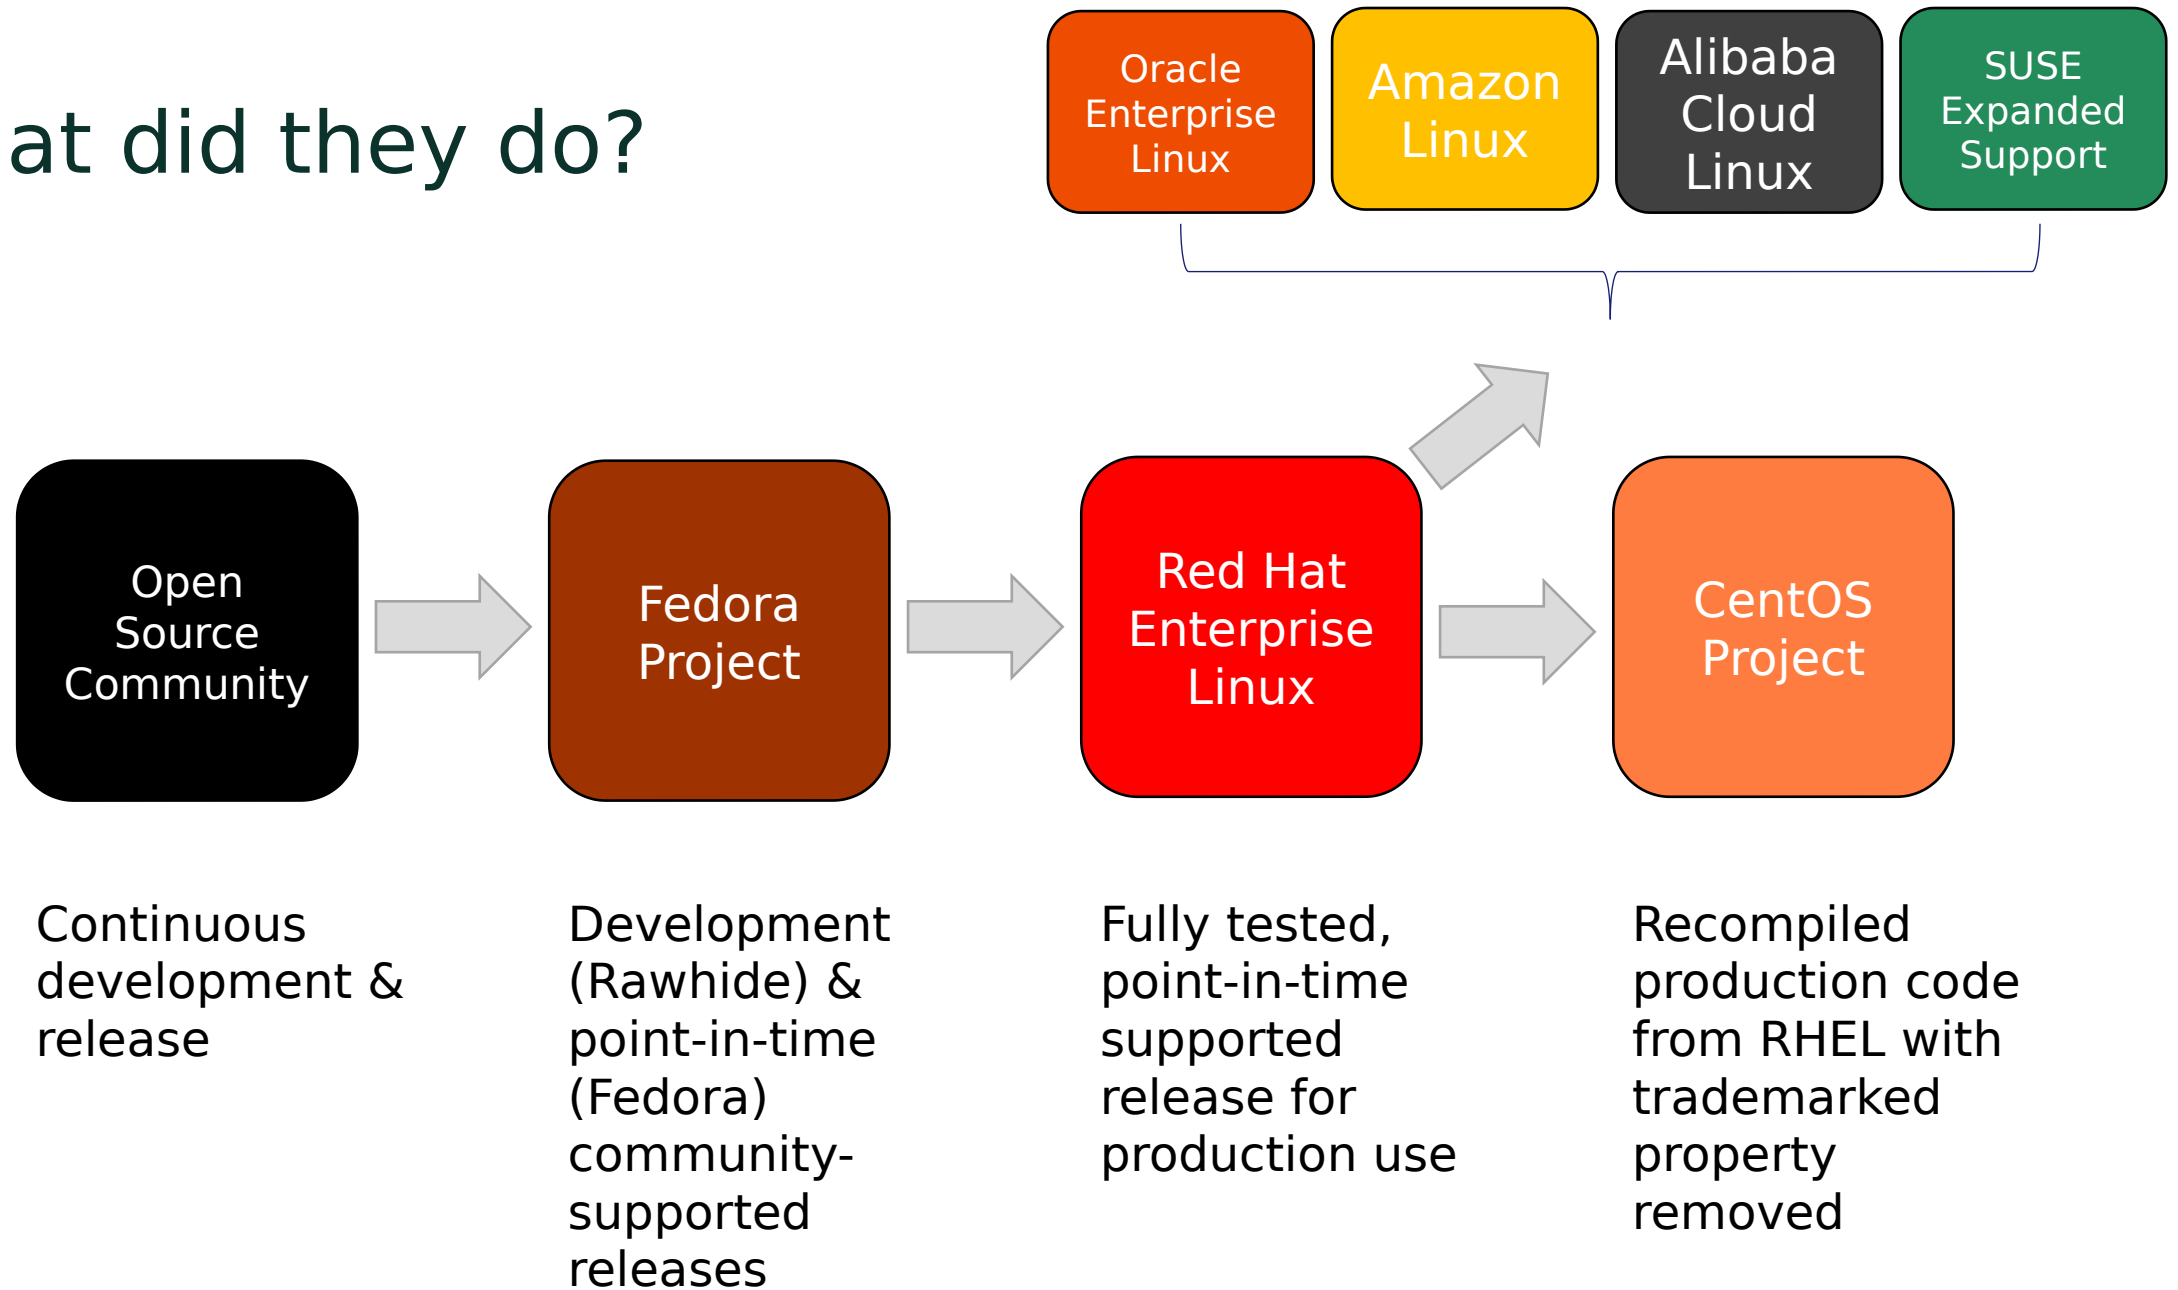 at did they do?
Oracle
Enterprise
Linux
Amazon
Linux
Alibaba
Cloud
Linux
SUSE
Expanded
Support
Open
Source
Community
Fedora
Project
Red Hat
Enterprise
Linux
CentOS
Project
Continuous
development &
release
Development
(Rawhide) &
point-in-time
(Fedora)
community-
supported
releases
Fully tested,
point-in-time
supported
release for
production use
Recompiled
production code
from RHEL with
trademarked
property
removed